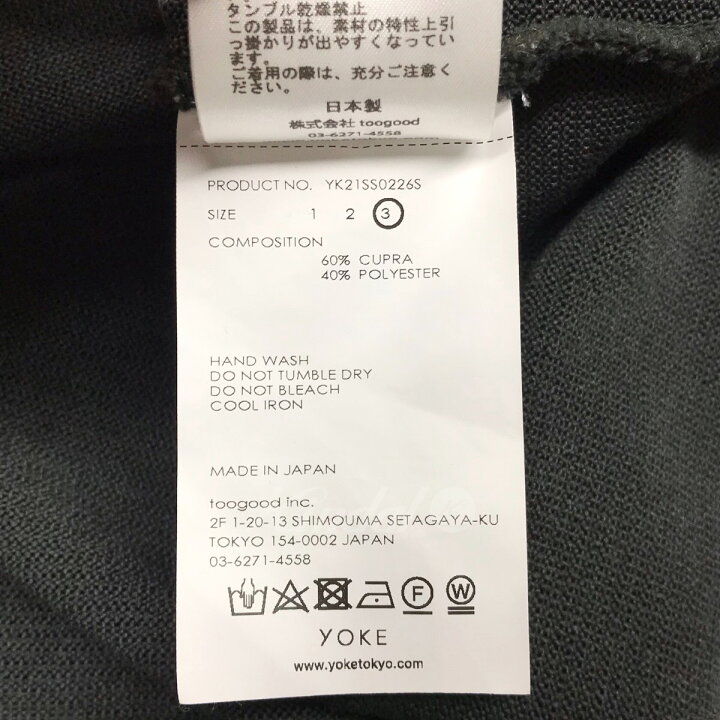 タンブル乾燥禁止
この製品は、素材の特性上引
っ掛かりが出やすくなってい
ます。
ご着用の際は、充分ご注意く
ださい。
日本製
株式会社 toogood
03-6271-4558
PRODUCT NO. YK21SS0226S
SIZE 1 2 3
COMPOSITION
60% CUPRA
40% POLYESTER
HAND WASH
DO NOT TUMBLE DRY
DO NOT BLEACH
COOL IRON
MADE IN JAPAN
toogood inc.
2F 1-20-13 SHIMOUMA SETAGAYA-KU
TOKYO 154-0002 JAPAN
03-6271-4558
F W
YOKE
www.yoketokyo.com